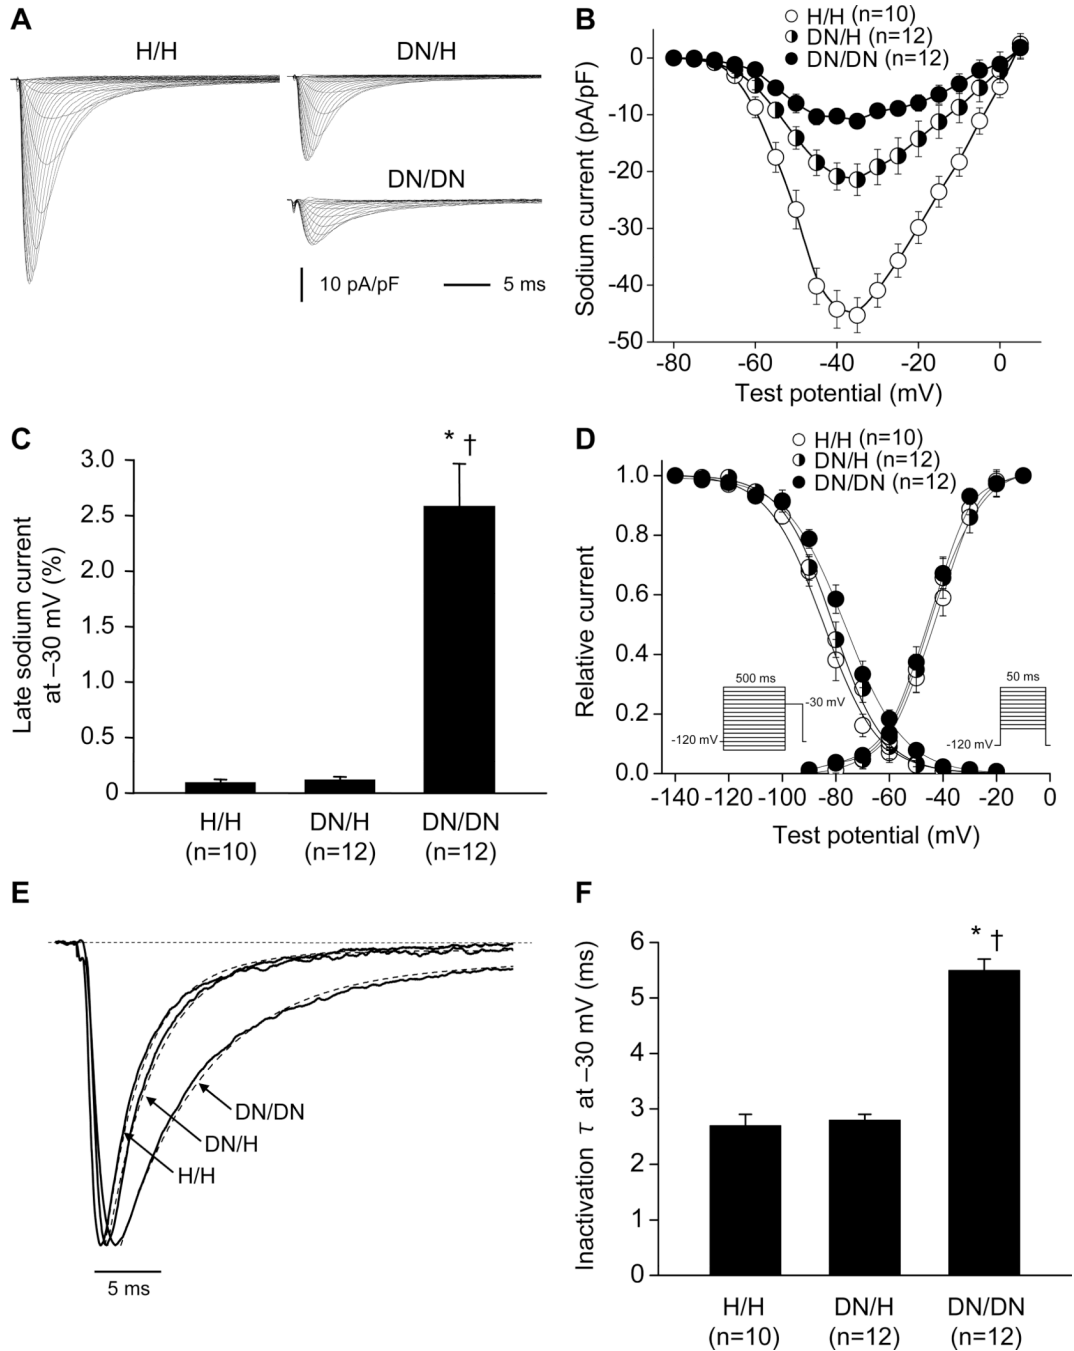 A
H/H
DN/H
DN/DN
10 pA/pF
5 ms
B
H/H (n=10)
DN/H (n=12)
DN/DN (n=12)
0
-10
-20
-30
-40
-50
Sodium current (pA/pF)
-80
-60
-40
-20
0
Test potential (mV)
C
* †
3.0
2.5
2.0
1.5
1.0
0.5
0
Late sodium current
at –30 mV (%)
H/H
(n=10)
DN/H
(n=12)
DN/DN
(n=12)
D
H/H (n=10)
DN/H (n=12)
DN/DN (n=12)
1.0
0.8
0.6
0.4
0.2
0.0
Relative current
500 ms
-30 mV
-120 mV
50 ms
-120 mV
-140
-120
-100
-80
-60
-40
-20
0
Test potential (mV)
E
DN/DN
DN/H
H/H
5 ms
F
* †
6
5
4
3
2
1
0
Inactivation τ at –30 mV (ms)
H/H
(n=10)
DN/H
(n=12)
DN/DN
(n=12)